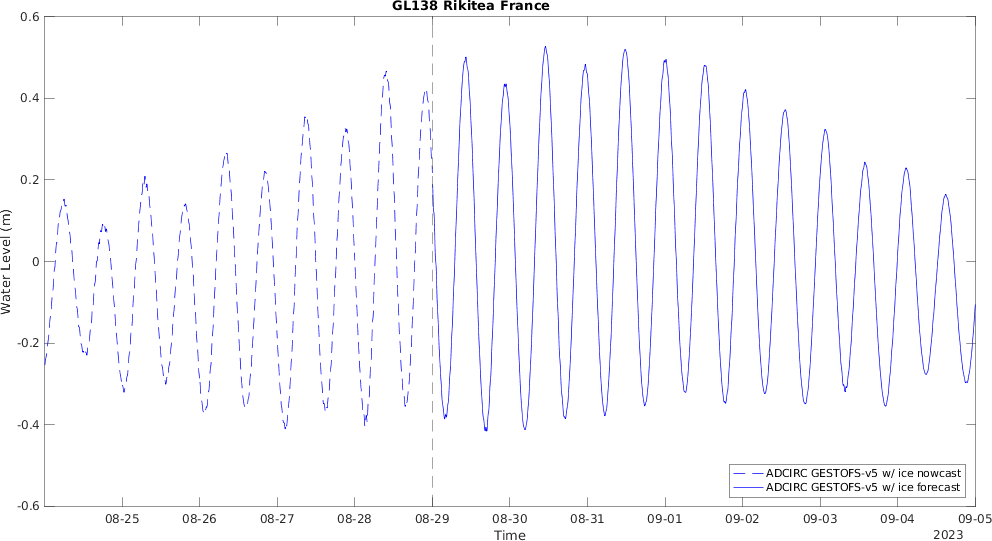 GL138 Rikitea France
0.6
0.4
0.2
0
-0.2
-0.4
-0.6
Water Level (m)
ADCIRC GESTOFS-v5 w/ ice nowcast
ADCIRC GESTOFS-v5 w/ ice forecast
08-25 08-26 08-27 08-28 08-29 08-30 08-31 09-01 09-02 09-03 09-04 09-05
Time
2023